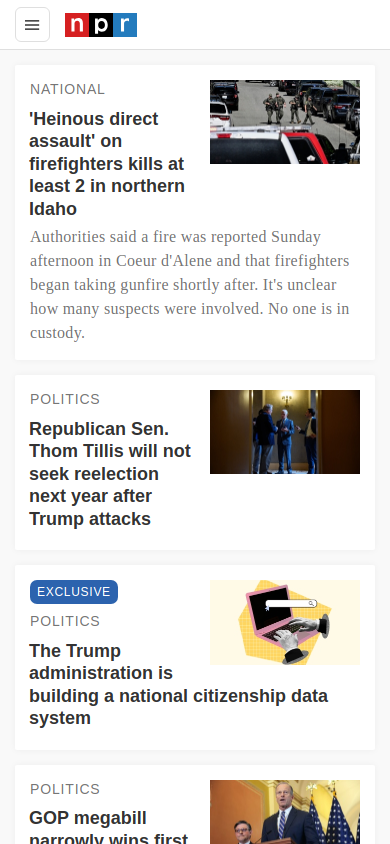 npr
NATIONAL
'Heinous direct
assault' on
firefighters kills at
least 2 in northern
Idaho
Authorities said a fire was reported Sunday
afternoon in Coeur d'Alene and that firefighters
began taking gunfire shortly after. It's unclear
how many suspects were involved. No one is in
custody.
POLITICS
Republican Sen.
Thom Tillis will not
seek reelection
next year after
Trump attacks
EXCLUSIVE
POLITICS
The Trump
administration is
building a national citizenship data
system
POLITICS
GOP megabill
narrowly wins first